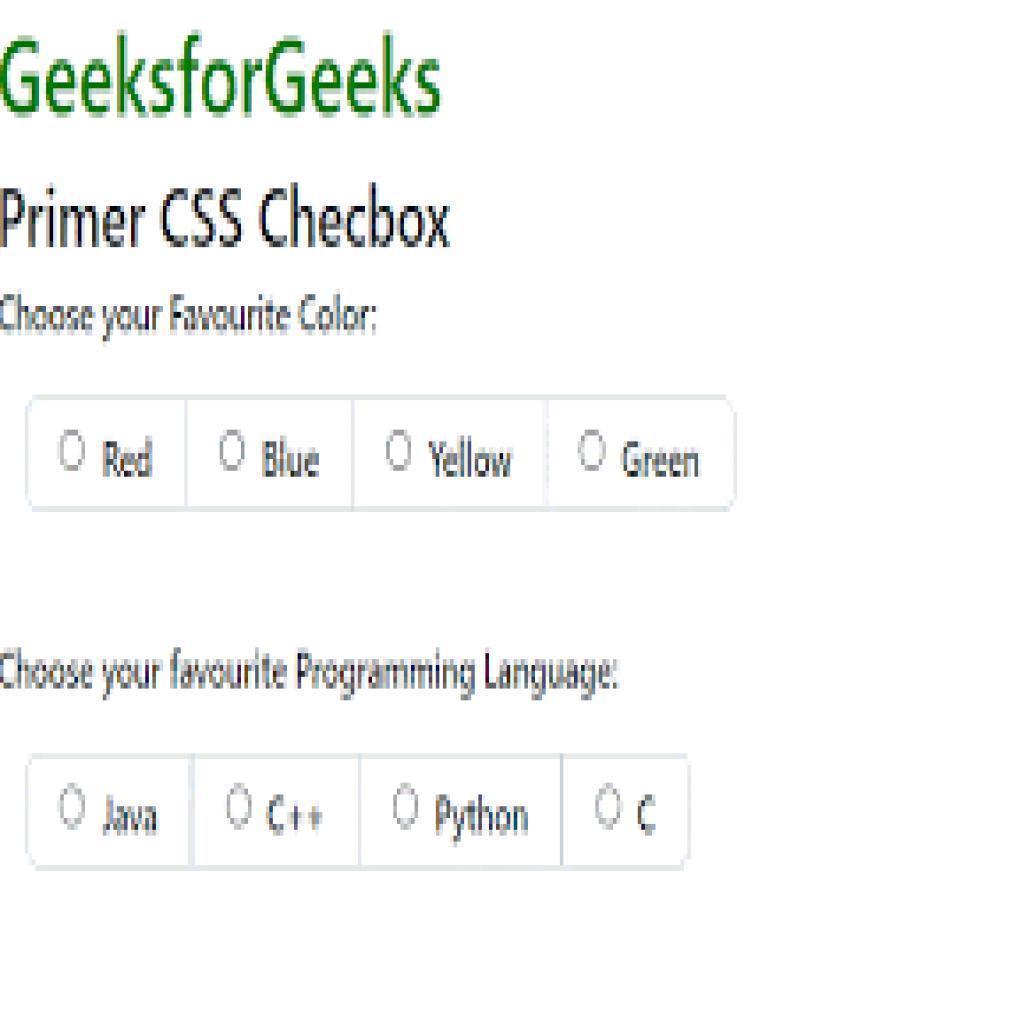 GeeksforGeeks
Primer CSS Checbox
Choose your Favourite Color:
Red Blue Yellow Green
Choose your favourite Programming Language:
Java C++ Python C